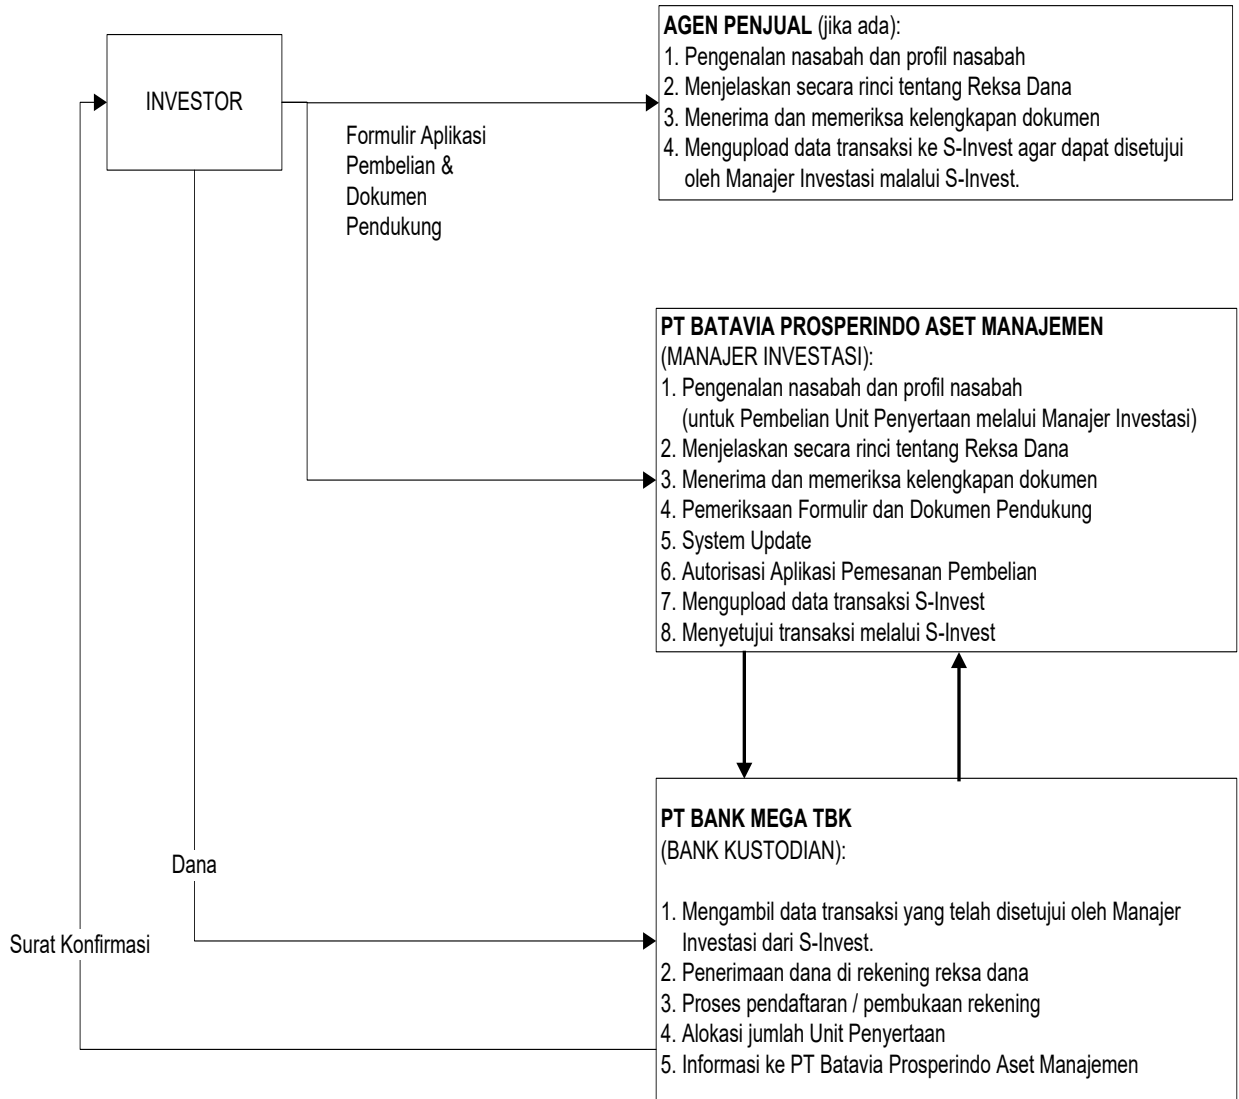 INVESTOR
Formulir Aplikasi
Pembelian &
Dokumen
Pendukung
AGEN PENJUAL (jika ada):
1. Pengenalan nasabah dan profil nasabah
2. Menjelaskan secara rinci tentang Reksa Dana
3. Menerima dan memeriksa kelengkapan dokumen
4. Mengupload data transaksi ke S-Invest agar dapat disetujui
oleh Manajer Investasi malalui S-Invest.
PT BATAVIA PROSPERINDO ASET MANAJEMEN
(MANAJER INVESTASI):
1. Pengenalan nasabah dan profil nasabah
(untuk Pembelian Unit Penyertaan melalui Manajer Investasi)
2. Menjelaskan secara rinci tentang Reksa Dana
3. Menerima dan memeriksa kelengkapan dokumen
4. Pemeriksaan Formulir dan Dokumen Pendukung
5. System Update
6. Autorisasi Aplikasi Pemesanan Pembelian
7. Mengupload data transaksi S-Invest
8. Menyetujui transaksi melalui S-Invest
Dana
Surat Konfirmasi
PT BANK MEGA TBK
(BANK KUSTODIAN):
1. Mengambil data transaksi yang telah disetujui oleh Manajer
Investasi dari S-Invest.
2. Penerimaan dana di rekening reksa dana
3. Proses pendaftaran / pembukaan rekening
4. Alokasi jumlah Unit Penyertaan
5. Informasi ke PT Batavia Prosperindo Aset Manajemen